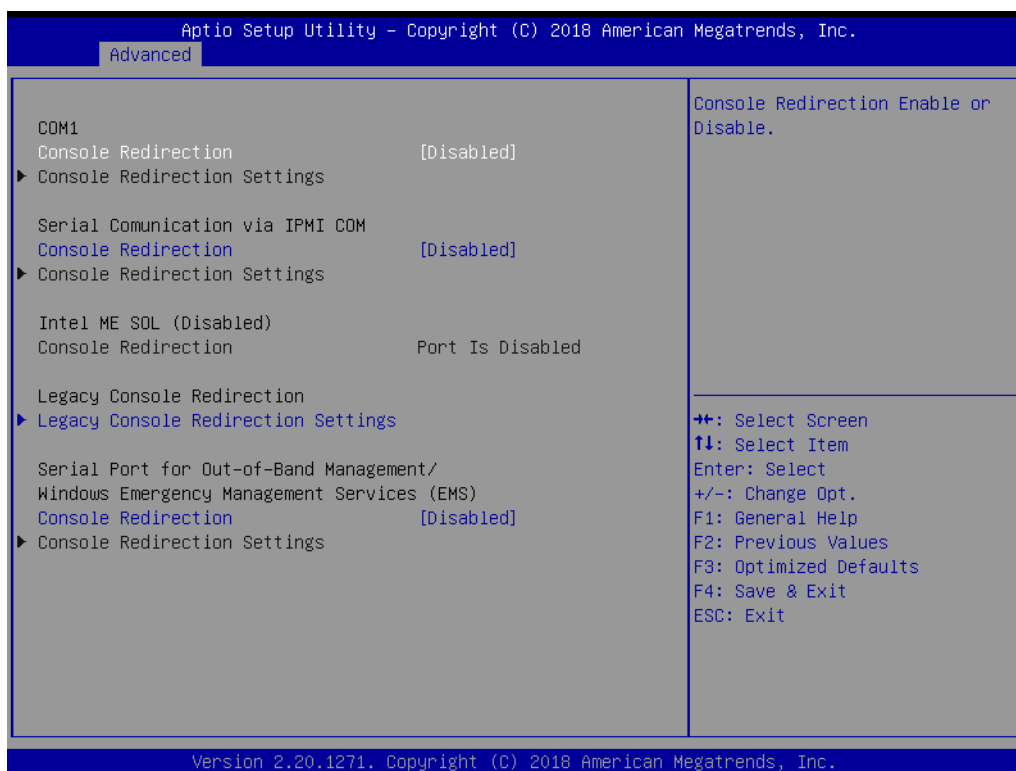 Aptio Setup Utility – Copyright (C) 2018 American Megatrends, Inc.
Advanced
COM1
Console Redirection [Disabled]
Console Redirection Settings
Serial Comunication via IPMI COM
Console Redirection [Disabled]
Console Redirection Settings
Intel ME SOL (Disabled)
Console Redirection Port Is Disabled
Legacy Console Redirection
Legacy Console Redirection Settings
Serial Port for Out-of-Band Management/
Windows Emergency Management Services (EMS)
Console Redirection [Disabled]
Console Redirection Settings
Console Redirection Enable or
Disable.
→←: Select Screen
↑↓: Select Item
Enter: Select
+/-: Change Opt.
F1: General Help
F2: Previous Values
F3: Optimized Defaults
F4: Save & Exit
ESC: Exit
Version 2.20.1271. Copyright (C) 2018 American Megatrends, Inc.